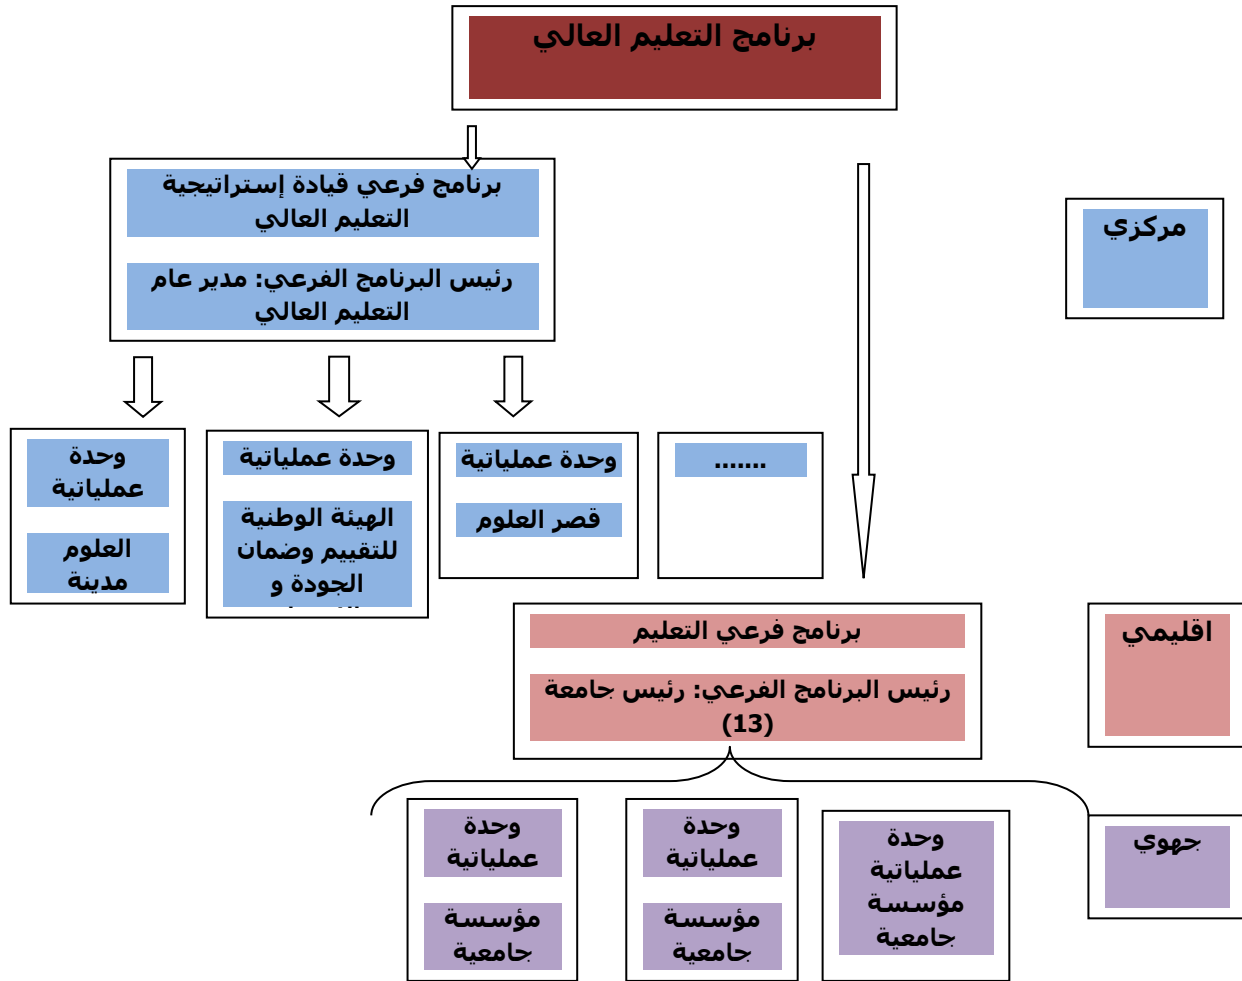 برنامج التعليم العالي
برنامج فرعي قيادة إستراتيجية
التعليم العالي
رئيس البرنامج الفرعي: مدير عام
التعليم العالي
مركزي
وحدة
عملياتية
العلوم
مدينة
وحدة عملياتية
الهيئة الوطنية
للتقييم وضمان
الجودة و
وحدة عملياتية
قصر العلوم
.......
برنامج فرعي التعليم
رئيس البرنامج الفرعي: رئيس جامعة
(13)
اقليمي
وحدة
عملياتية
مؤسسة
جامعية
وحدة
عملياتية
مؤسسة
جامعية
وحدة
عملياتية
مؤسسة
جامعية
جهوي